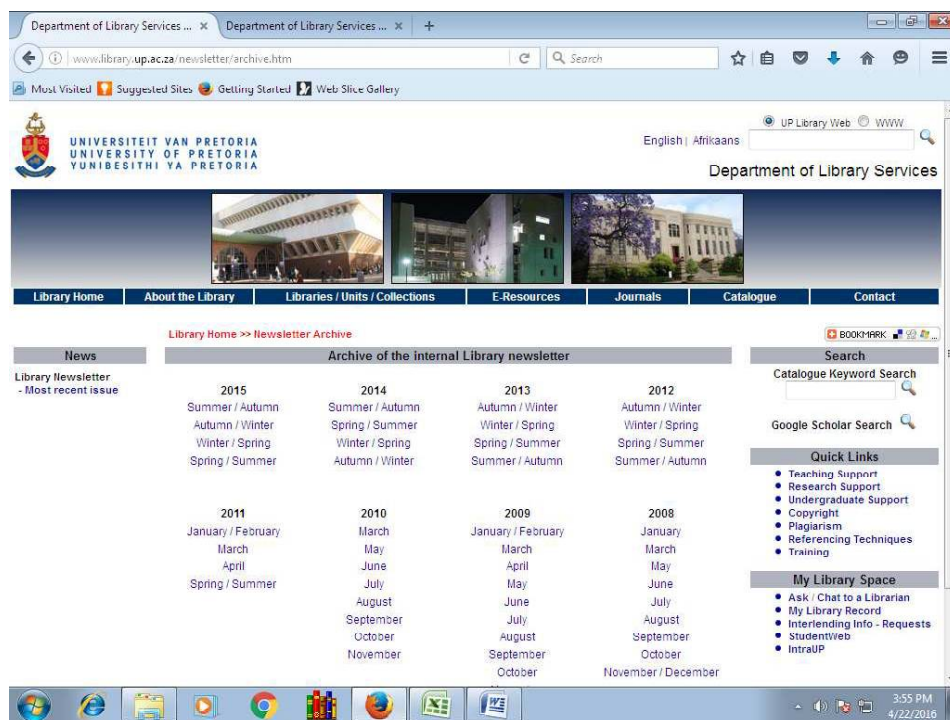 Department of Library Services ...
Department of Library Services ...
www.library.up.ac.za/newsletter/archive.htm
Search
Most Visited
Suggested Sites
Getting Started
Web Slice Gallery
UNIVERSITEIT VAN PRETORIA
UNIVERSITY OF PRETORIA
YUNIBESITHI YA PRETORIA
English | Afrikaans
UP Library Web
WWW
Department of Library Services
Library Home
About the Library
Libraries / Units / Collections
E-Resources
Journals
Catalogue
Contact
Library Home >> Newsletter Archive
BOOKMARK
News
Library Newsletter
- Most recent issue
Archive of the internal Library newsletter
2015
Summer / Autumn
Autumn / Winter
Winter / Spring
Spring / Summer
2014
Summer / Autumn
Spring / Summer
Winter / Spring
Autumn / Winter
2013
Autumn / Winter
Winter / Spring
Spring / Summer
Summer / Autumn
2012
Autumn / Winter
Winter / Spring
Spring / Summer
Summer / Autumn
2011
January / February
March
April
Spring / Summer
2010
March
May
June
July
August
September
October
November
2009
January / February
March
April
May
June
July
August
September
October
2008
January
March
May
June
July
August
September
October
November / December
Search
Catalogue Keyword Search
Google Scholar Search
Quick Links
Teaching Support
Research Support
Undergraduate Support
Copyright
Plagiarism
Referencing Techniques
Training
My Library Space
Ask / Chat to a Librarian
My Library Record
Interlending Info - Requests
StudentWeb
IntraUP
3:55 PM
4/22/2016